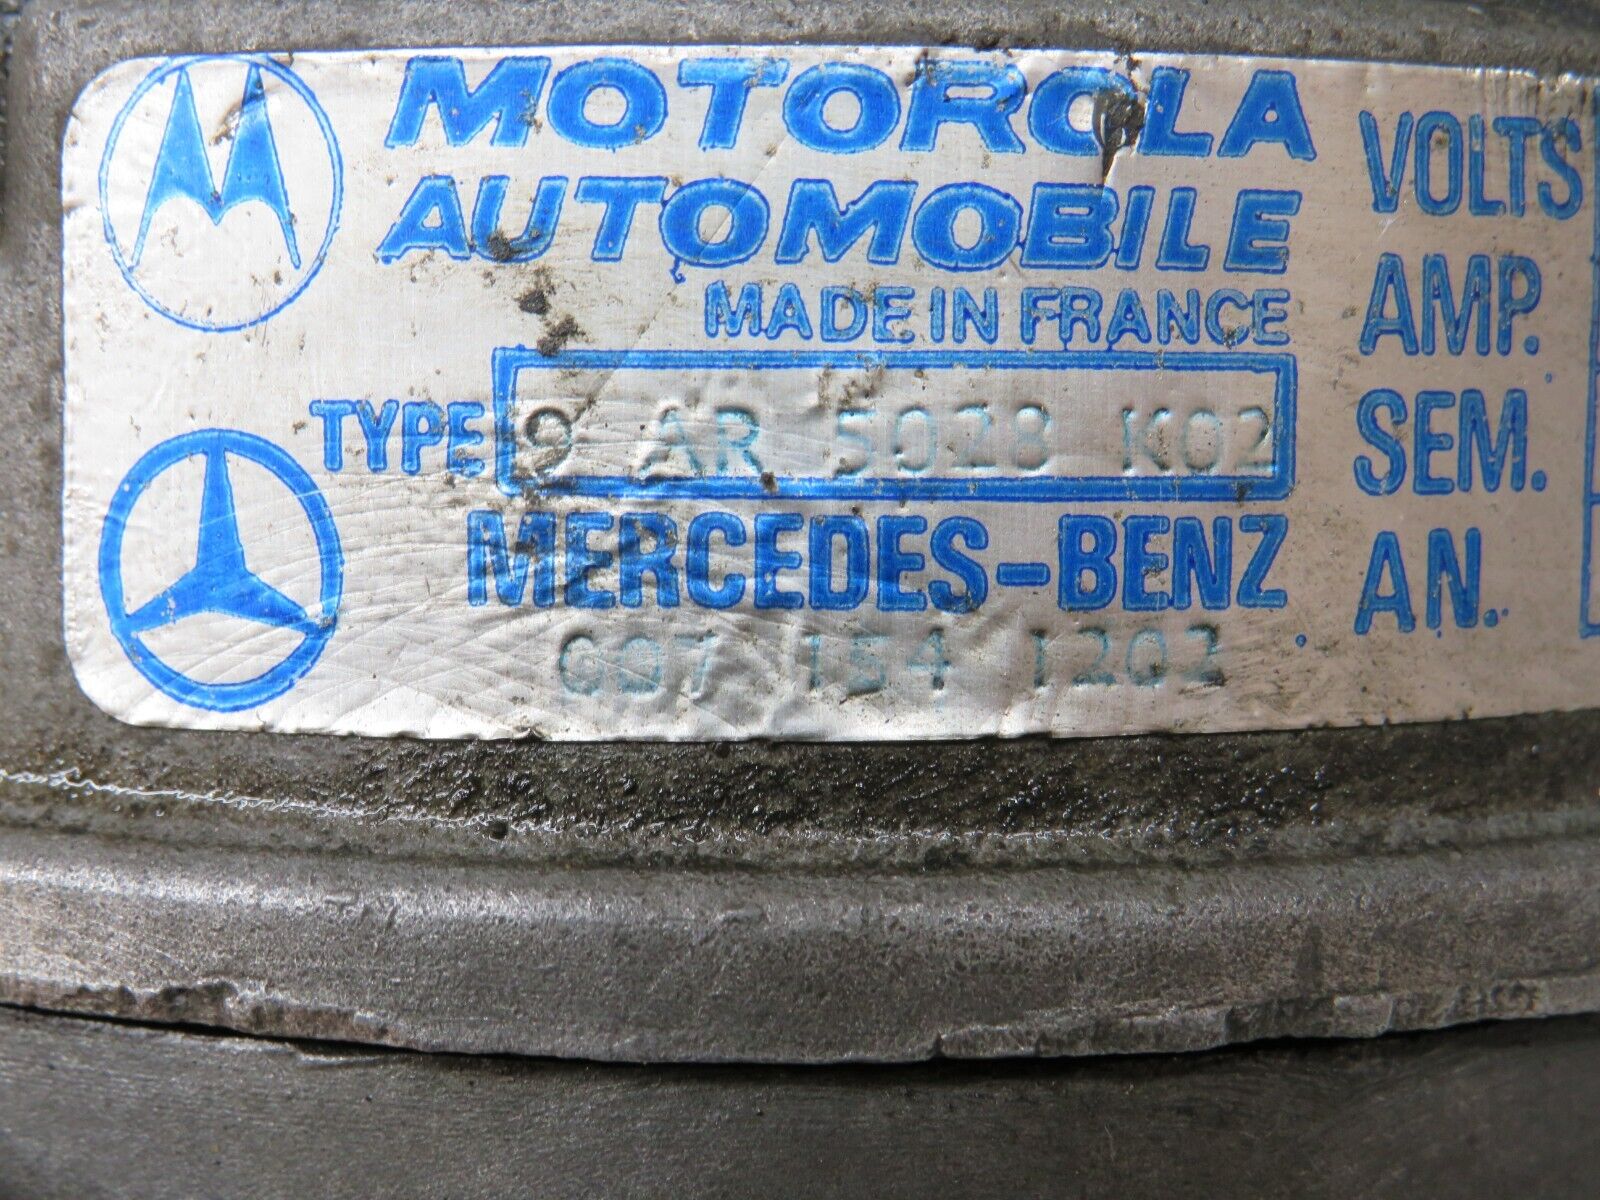 MOTOROLA
AUTOMOBILE
MADE IN FRANCE
TYPE 9 AR 5028 K02
MERCEDES-BENZ
007 154 1202
VOLTS
AMP.
SEM.
AN.